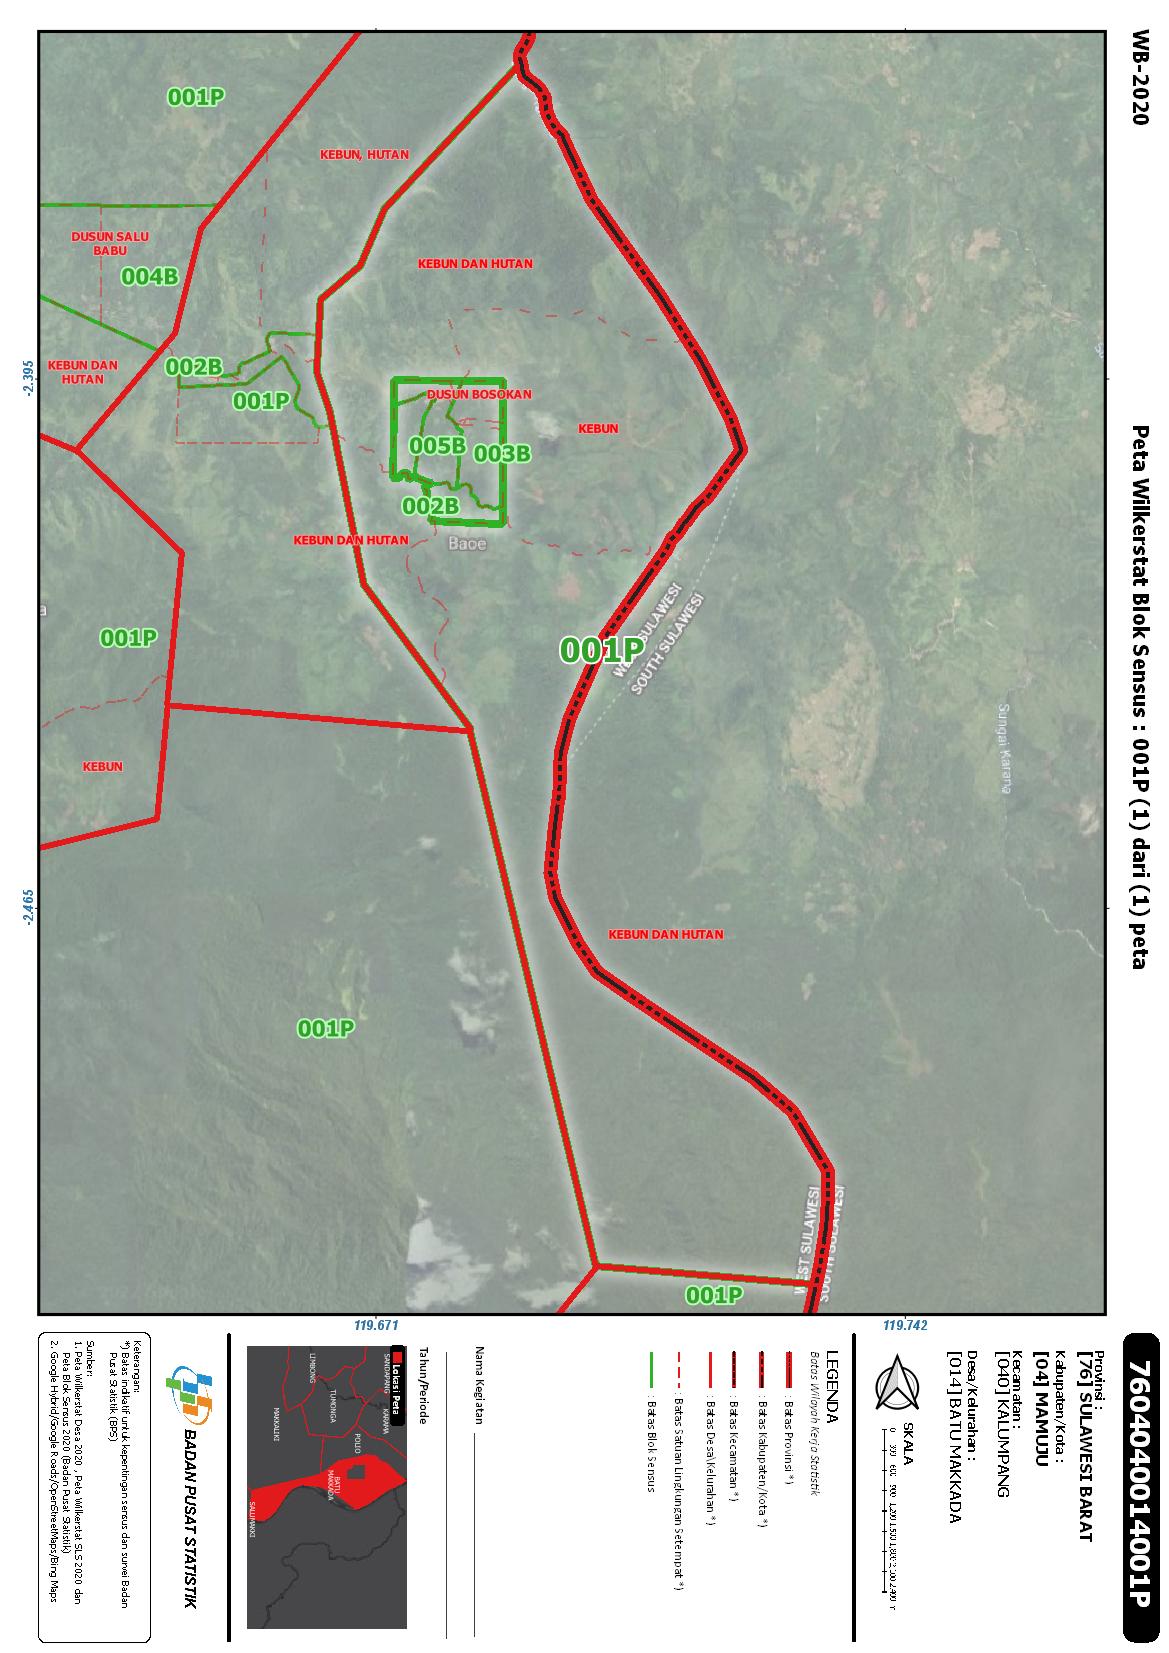 WB-2020
Peta Wilkerstat Blok Sensus : 001P (1) dari (1) peta
7604040014001P
Provinsi :
[76] SULAWESI BARAT
Kabupaten/Kota :
[04] MAMUJU
Kecamatan :
[040] KALUMPANG
Desa/Kelurahan :
[014] BATU MAKKADA
SKALA
LEGENDA
Batas Wilayah Kerja Statistik
: Batas Provinsi *)
: Batas Kabupaten/Kota *)
: Batas Kecamatan *)
: Batas Desa\Kelurahan *)
: Batas Satuan Lingkungan Setempat *)
: Batas Blok Sensus
Nama Kegiatan
Tahun/Periode
Lokasi Peta
SANDAPANG
KARAMA
LIMBONG
TUMONGA
POLIO
MAKKALIKI
BATU
MAKKADA
SALUMAKKI
BADAN PUSAT STATISTIK
Keterangan:
*) Batas indikatif untuk kepentingan sensus dan survei Badan
Pusat Statistik (BPS)
Sumber:
1. Peta Wilkerstat Desa 2020 , Peta Wilkerstat SLS 2020 dan
Peta Blok Sensus 2020 (Badan Pusat Statistik)
2. Google Hybrid/Google Roads/OpenStreetMaps/Bing Maps
001P
KEBUN, HUTAN
DUSUN SALU
BABU
004B
KEBUN DAN HUTAN
KEBUN DAN
HUTAN
002B
001P
DUSUN BOSOKAN
005B
003B
KEBUN
002B
KEBUN DAN HUTAN
Baoe
001P
001P
WEST SULAWESI
SOUTH SULAWESI
Sungai Karama
KEBUN
KEBUN DAN HUTAN
001P
WEST SULAWESI
SOUTH SULAWESI
001P
-2.395
-2.465
119.671
119.742